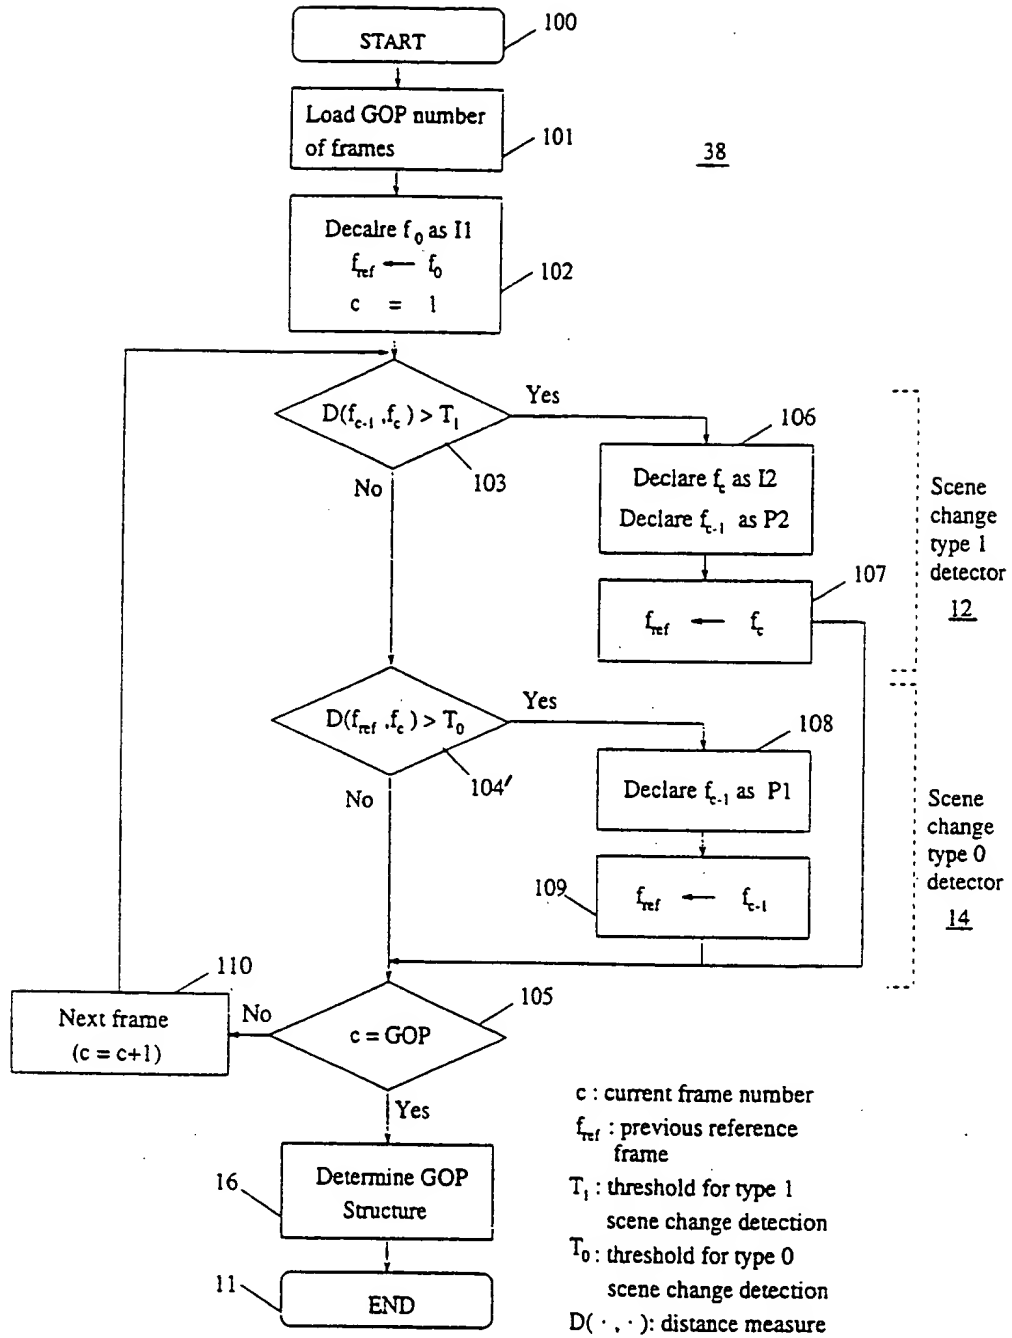 START
100
Load GOP number
of frames
101
38
Decalre f0 as I1
fref ← f0
c = 1
102
D(fc-1 ,fc ) > T1
Yes
103
No
106
Declare fc as I2
Declare fc-1 as P2
107
fref ← fc
Scene
change
type 1
detector
12
D(fref ,fc ) > T0
Yes
104'
No
108
Declare fc-1 as P1
109
fref ← fc-1
Scene
change
type 0
detector
14
110
Next frame
(c = c+1)
No
c = GOP
105
Yes
16
Determine GOP
Structure
11
END
c : current frame number
fref : previous reference
frame
T1 : threshold for type 1
scene change detection
T0 : threshold for type 0
scene change detection
D( · , · ): distance measure